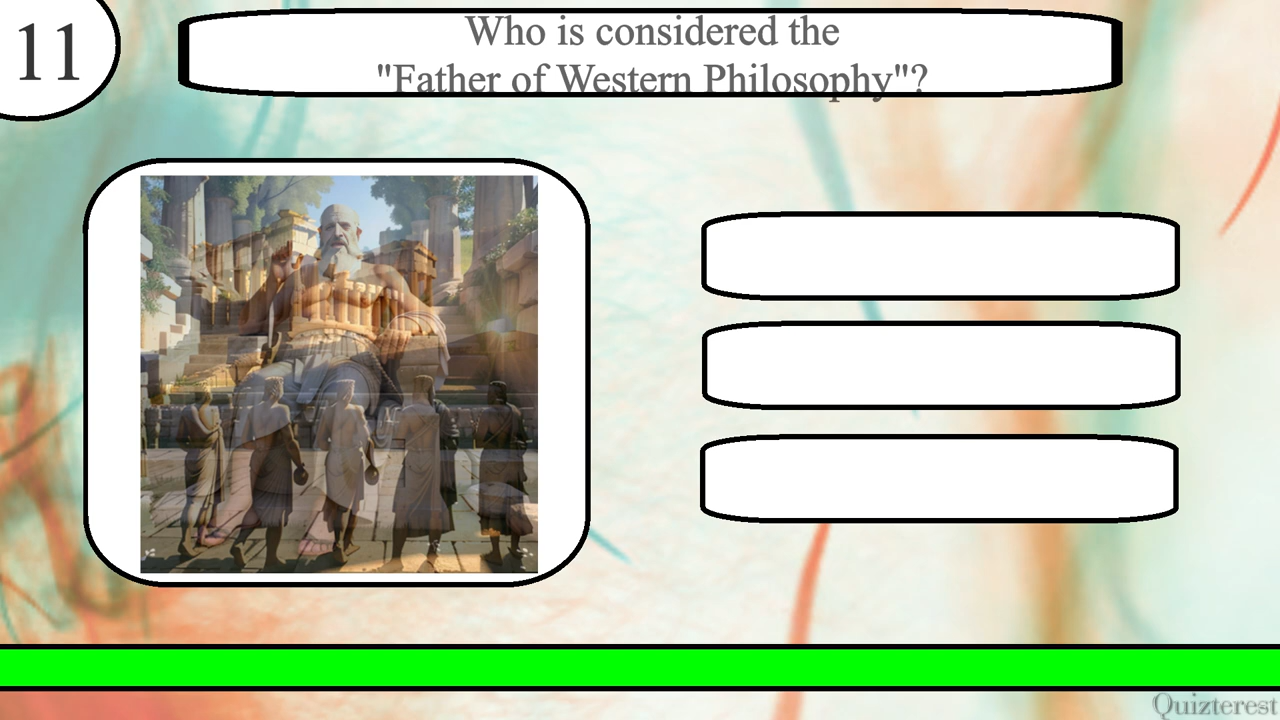 11
Who is considered the
"Father of Western Philosophy"?
Quizterest